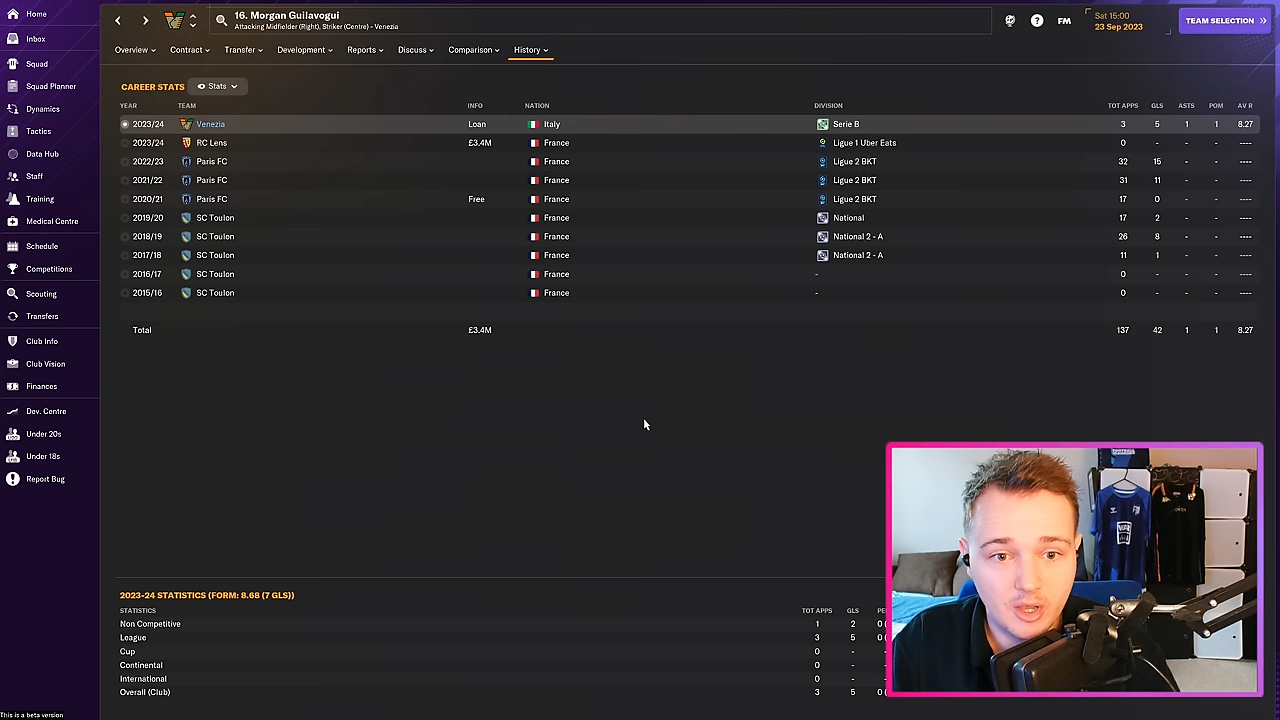 Home
Inbox
Squad
Squad Planner
Dynamics
Tactics
Data Hub
Staff
Training
Medical Centre
Schedule
Competitions
Scouting
Transfers
Club Info
Club Vision
Finances
Dev. Centre
Under 20s
Under 18s
Report Bug
This is a beta version
16. Morgan Guilavogui
Attacking Midfielder (Right), Striker (Centre) - Venezia
FM
Sat 15:00
23 Sep 2023
TEAM SELECTION
Overview Contract Transfer Development Reports Discuss Comparison History
CAREER STATS Stats
YEAR TEAM INFO NATION DIVISION TOT APPS GLS ASTS POM AV R
2023/24 Venezia Loan Italy Serie B 3 5 1 1 8.27
2023/24 RC Lens £3.4M France Ligue 1 Uber Eats 0 - - - ----
2022/23 Paris FC France Ligue 2 BKT 32 15 - - ----
2021/22 Paris FC France Ligue 2 BKT 31 11 - - ----
2020/21 Paris FC Free France Ligue 2 BKT 17 0 - - ----
2019/20 SC Toulon France National 17 2 - - ----
2018/19 SC Toulon France National 2 - A 26 8 - - ----
2017/18 SC Toulon France National 2 - A 11 1 - - ----
2016/17 SC Toulon France - 0 - - - ----
2015/16 SC Toulon France - 0 - - - ----
Total £3.4M 137 42 1 1 8.27
2023-24 STATISTICS (FORM: 8.68 (7 GLS))
STATISTICS TOT APPS GLS PE
Non Competitive 1 2 0 (
League 3 5 0 (
Cup 0 -
Continental 0 -
International 0 -
Overall (Club) 3 5 0 (